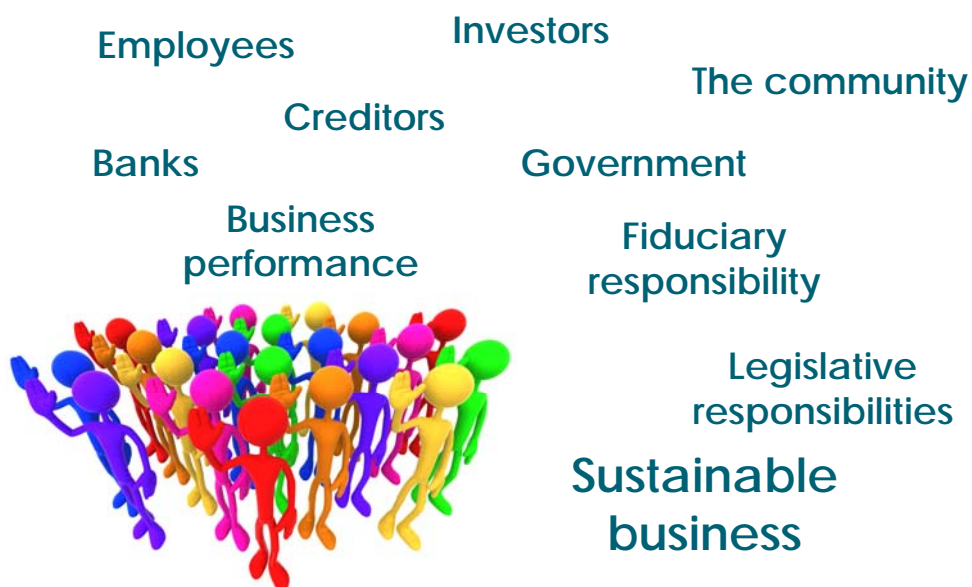 Employees
Investors
The community
Creditors
Banks
Government
Business
performance
Fiduciary
responsibility
Legislative
responsibilities
Sustainable
business